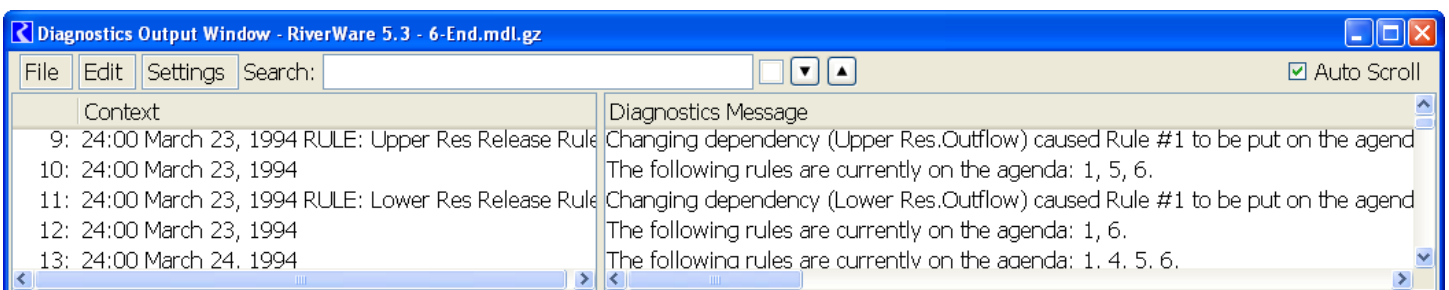 Diagnostics Output Window - RiverWare 5.3 - 6-End.mdl.gz
File Edit Settings Search: Auto Scroll
Context Diagnostics Message
9: 24:00 March 23, 1994 RULE: Upper Res Release Rule Changing dependency (Upper Res.Outflow) caused Rule #1 to be put on the agend
10: 24:00 March 23, 1994 The following rules are currently on the agenda: 1, 5, 6.
11: 24:00 March 23, 1994 RULE: Lower Res Release Rule Changing dependency (Lower Res.Outflow) caused Rule #1 to be put on the agend
12: 24:00 March 23, 1994 The following rules are currently on the agenda: 1, 6.
13: 24:00 March 24, 1994 The following rules are currently on the agenda: 1, 4, 5, 6.